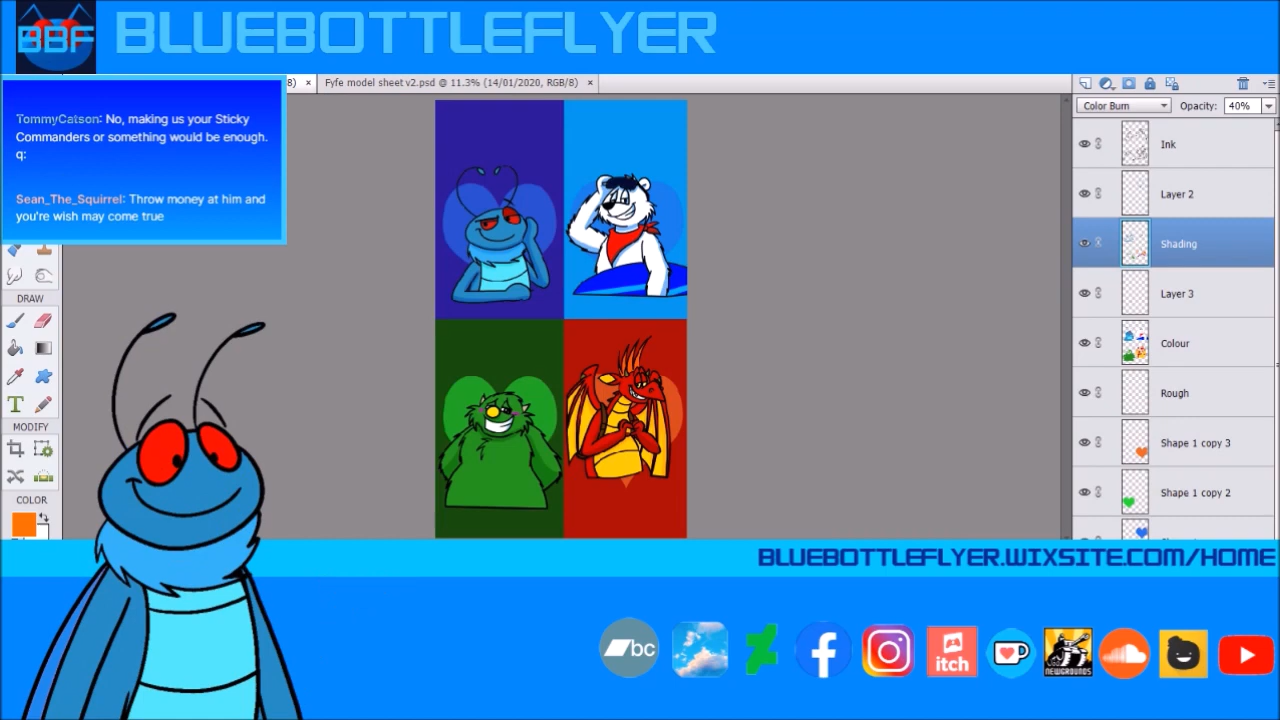 BBF
BLUEBOTTLEFLYER
8) ×
Fyfe model sheet v2.psd @ 11.3% (14/01/2020, RGB/8) ×
TommyCatson: No, making us your Sticky
Commanders or something would be enough.
q:
Sean_The_Squirrel: Throw money at him and
you're wish may come true
DRAW
T
MODIFY
COLOR
Color Burn
Opacity: 40%
Ink
Layer 2
Shading
Layer 3
Colour
Rough
Shape 1 copy 3
Shape 1 copy 2
BLUEBOTTLEFLYER.WIXSITE.COM/HOME
bc
itch
NEWGROUNDS